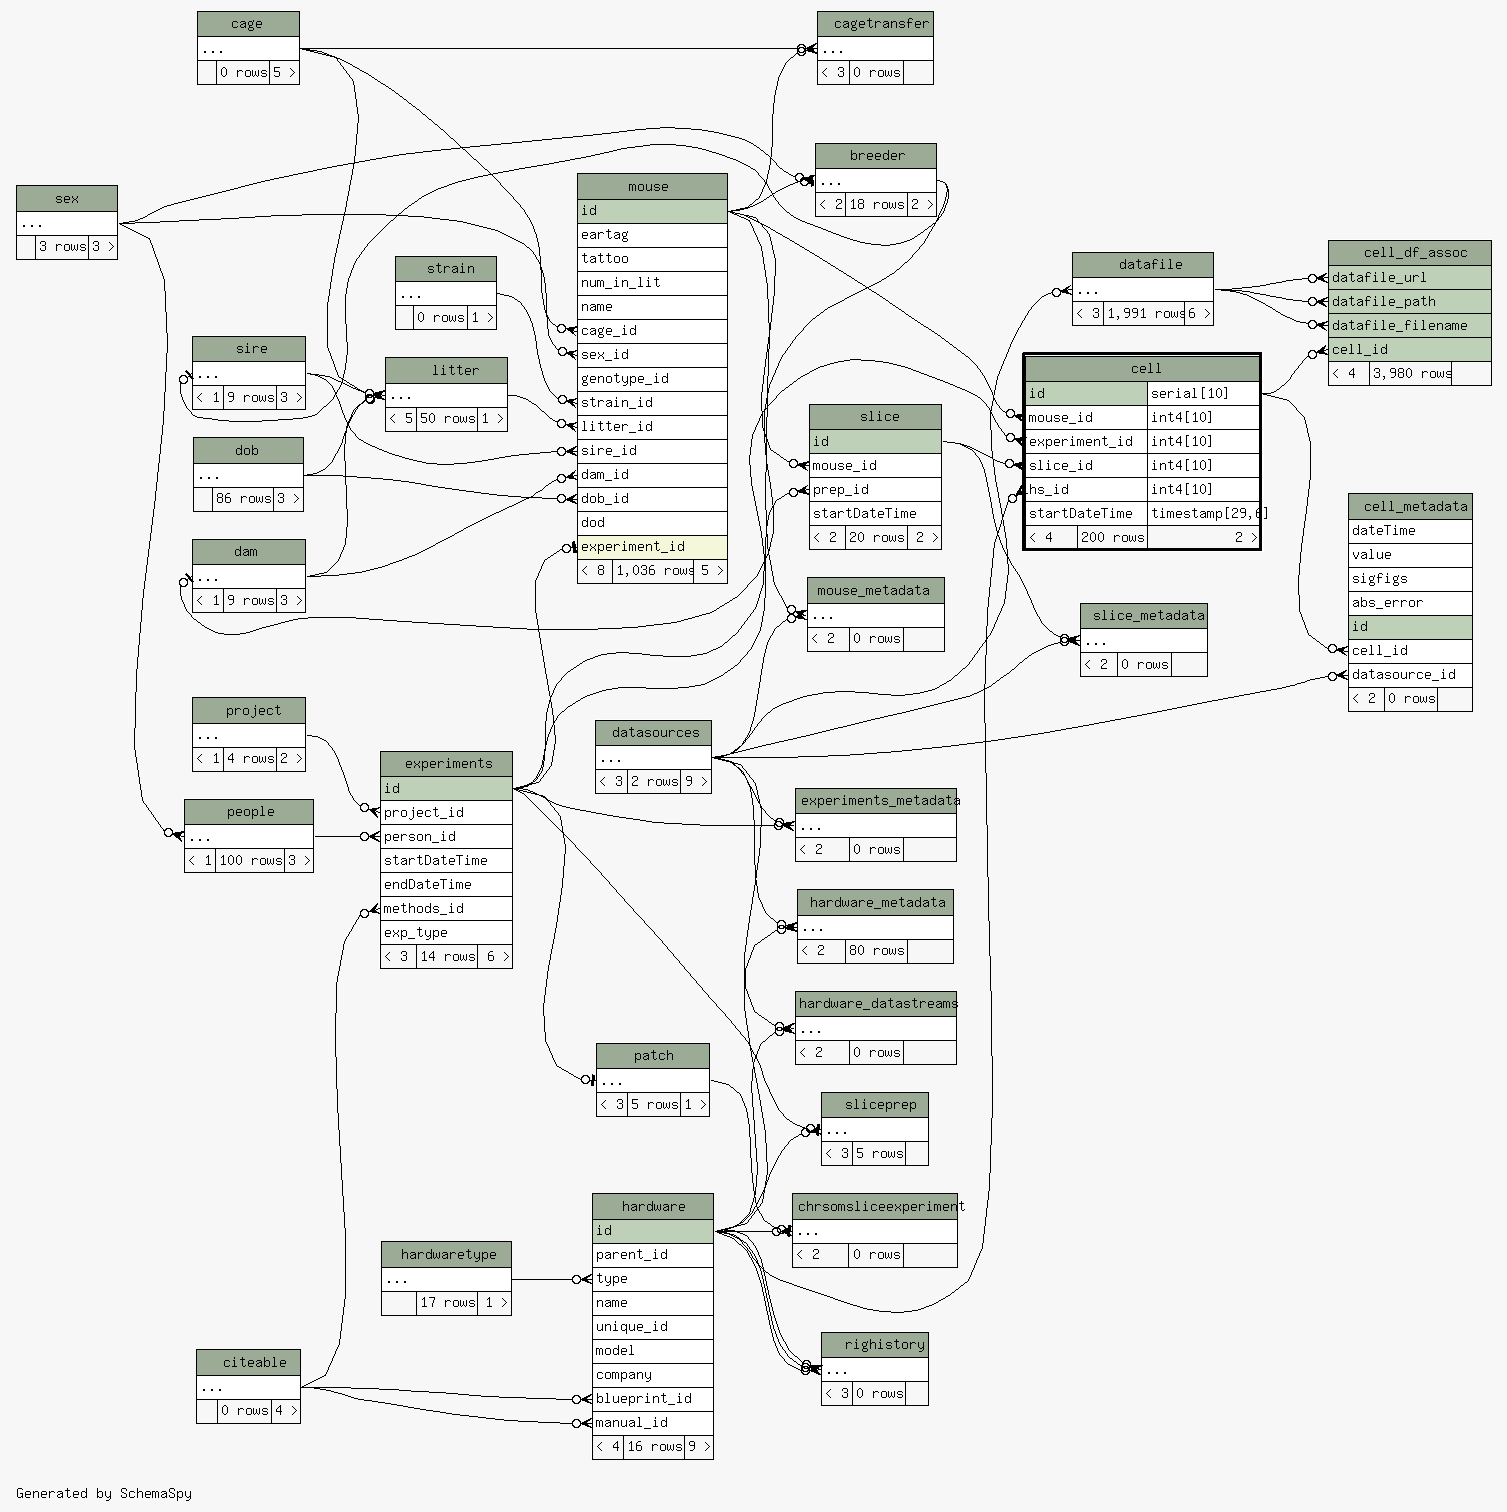 cage
...
0 rows 5 >
cagetransfer
...
< 3 0 rows
breeder
...
< 2 18 rows 2 >
sex
...
3 rows 3 >
mouse
id
eartag
tattoo
num_in_lit
name
cage_id
sex_id
genotype_id
strain_id
litter_id
sire_id
dam_id
dob_id
dod
experiment_id
< 8 1,036 rows 5 >
strain
...
0 rows 1 >
datafile
...
< 3 1,991 rows 6 >
cell_df_assoc
datafile_url
datafile_path
datafile_filename
cell_id
< 4 3,980 rows
sire
...
< 1 9 rows 3 >
litter
...
< 5 50 rows 1 >
cell
id serial[10]
mouse_id int4[10]
experiment_id int4[10]
slice_id int4[10]
hs_id int4[10]
startDateTime timestamp[29,6]
< 4 200 rows 2 >
slice
id
mouse_id
prep_id
startDateTime
< 2 20 rows 2 >
dob
...
86 rows 3 >
cell_metadata
dateTime
value
sigfigs
abs_error
id
cell_id
datasource_id
< 2 0 rows
dam
...
< 1 9 rows 3 >
mouse_metadata
...
< 2 0 rows
slice_metadata
...
< 2 0 rows
project
...
< 1 4 rows 2 >
datasources
...
< 3 2 rows 9 >
experiments
id
project_id
person_id
startDateTime
endDateTime
methods_id
exp_type
< 3 14 rows 6 >
people
...
< 1 100 rows 3 >
experiments_metadata
...
< 2 0 rows
hardware_metadata
...
< 2 80 rows
hardware_datastreams
...
< 2 0 rows
patch
...
< 3 5 rows 1 >
sliceprep
...
< 3 5 rows
hardware
id
parent_id
type
name
unique_id
model
company
blueprint_id
manual_id
< 4 16 rows 9 >
chrsomsliceexperiment
...
< 2 0 rows
hardwaretype
...
17 rows 1 >
righistory
...
< 3 0 rows
citeable
...
0 rows 4 >
Generated by SchemaSpy